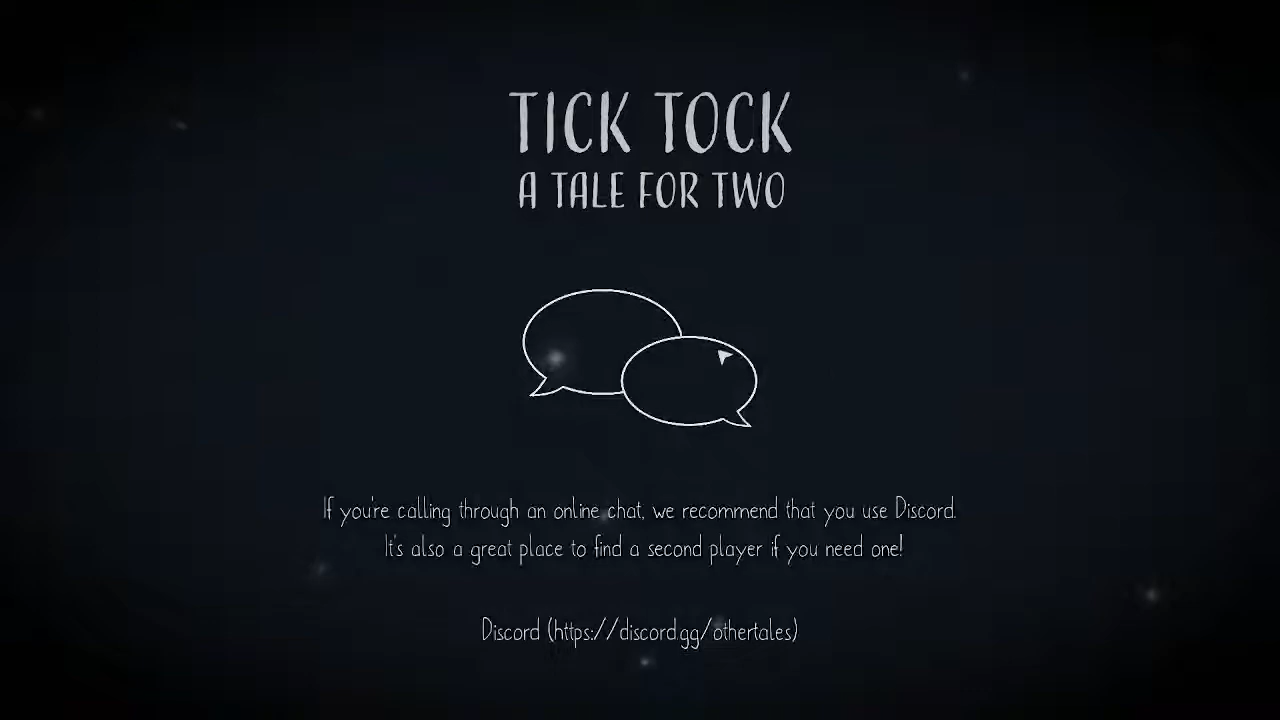 TICK TOCK
A TALE FOR TWO
If you're calling through an online chat, we recommend that you use Discord.
It's also a great place to find a second player if you need one!
Discord (https://discord.gg/othertales)